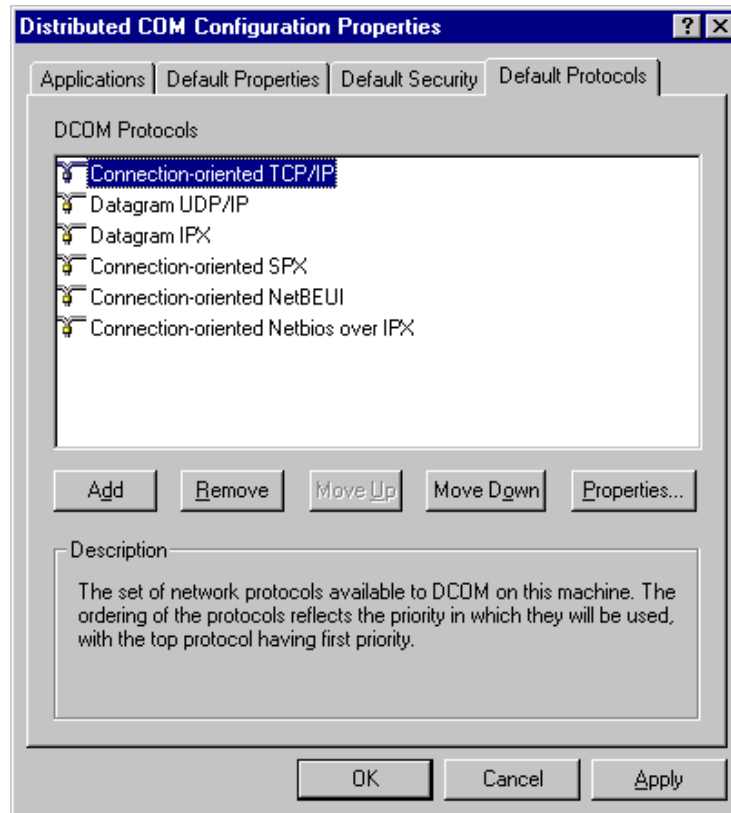 Distributed COM Configuration Properties
Applications Default Properties Default Security Default Protocols
DCOM Protocols
Connection-oriented TCP/IP
Datagram UDP/IP
Datagram IPX
Connection-oriented SPX
Connection-oriented NetBEUI
Connection-oriented Netbios over IPX
Add Remove Move Up Move Down Properties...
Description
The set of network protocols available to DCOM on this machine. The
ordering of the protocols reflects the priority in which they will be used,
with the top protocol having first priority.
OK Cancel Apply